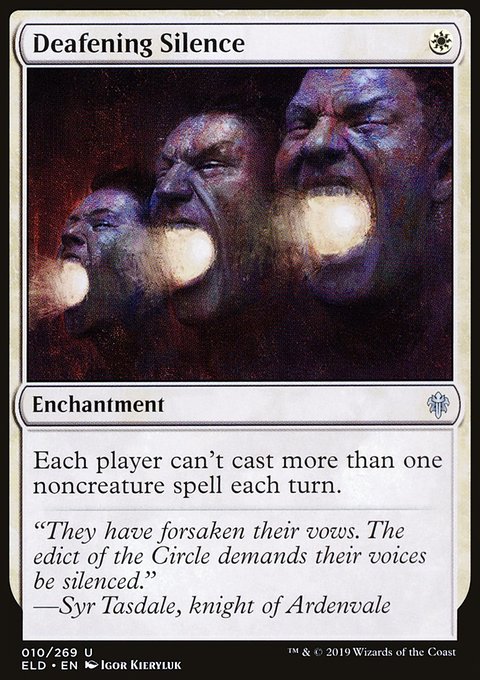 Deafening Silence
Enchantment
Each player can't cast more than one
noncreature spell each turn.
“They have forsaken their vows. The
edict of the Circle demands their voices
be silenced.”
—Syr Tasdale, knight of Ardenvale
010/269 U
ELD • EN Igor Kieryluk
™ & © 2019 Wizards of the Coast